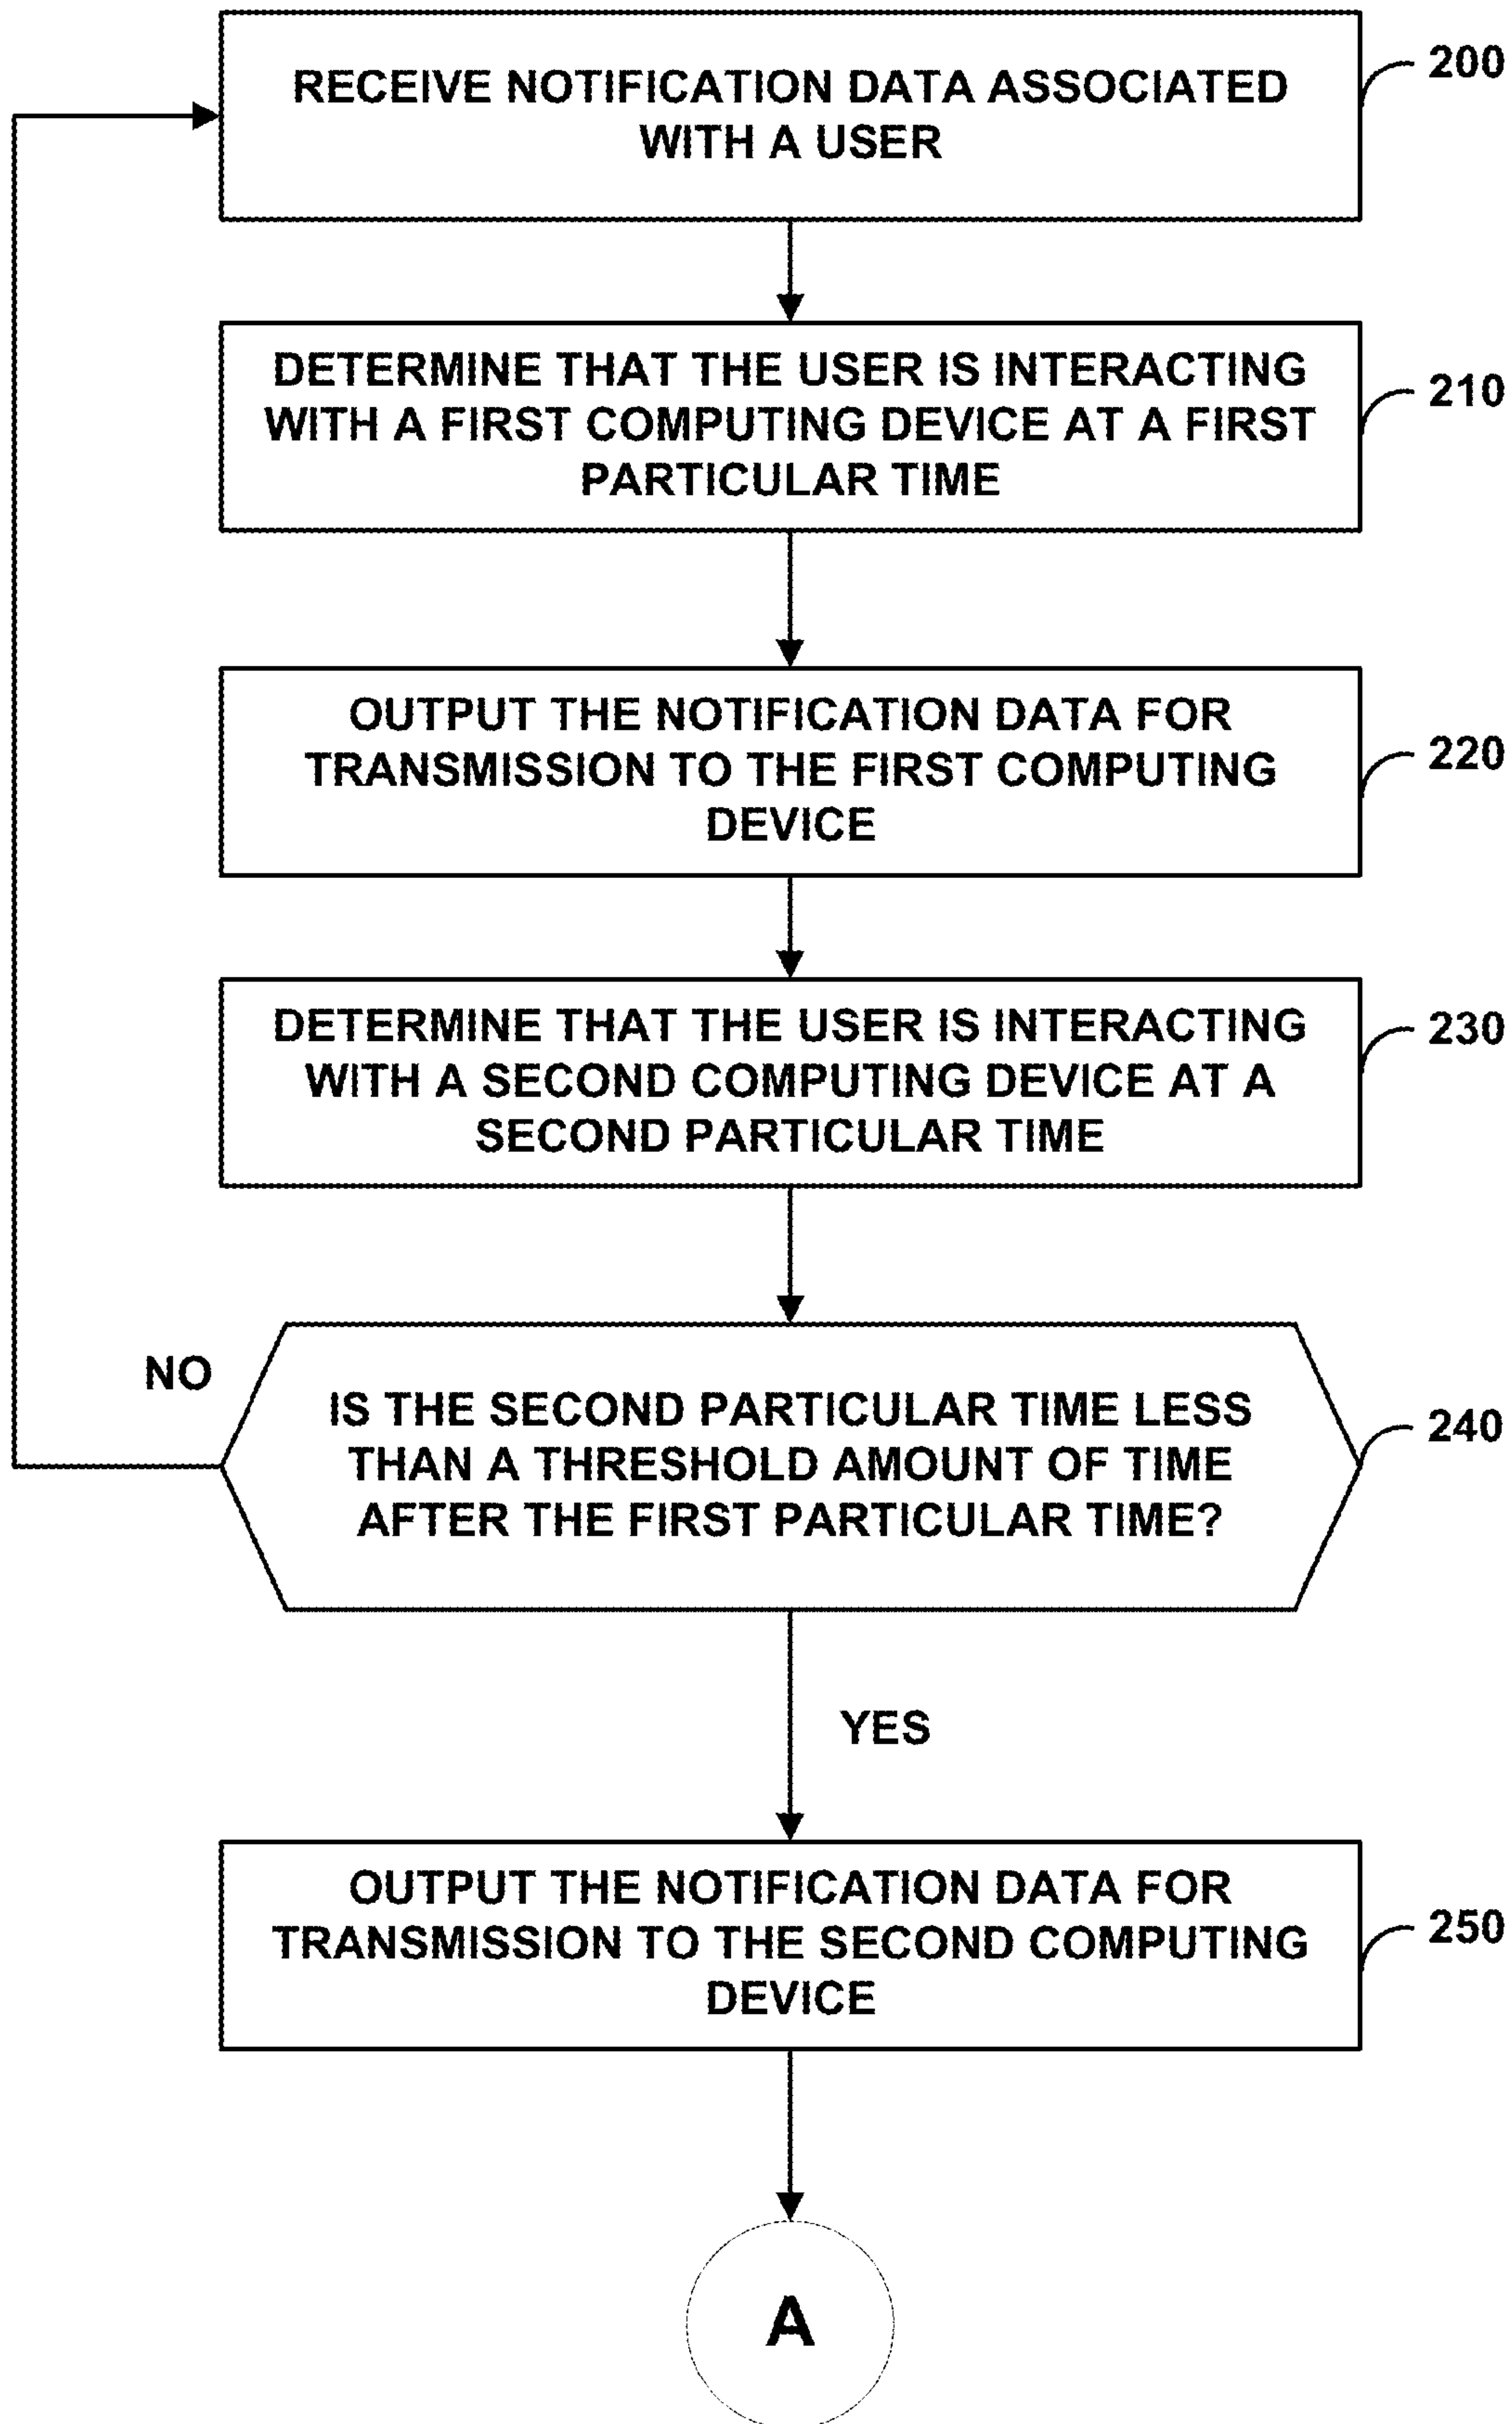 RECEIVE NOTIFICATION DATA ASSOCIATED
WITH A USER
200
DETERMINE THAT THE USER IS INTERACTING
WITH A FIRST COMPUTING DEVICE AT A FIRST
PARTICULAR TIME
210
OUTPUT THE NOTIFICATION DATA FOR
TRANSMISSION TO THE FIRST COMPUTING
DEVICE
220
DETERMINE THAT THE USER IS INTERACTING
WITH A SECOND COMPUTING DEVICE AT A
SECOND PARTICULAR TIME
230
NO
IS THE SECOND PARTICULAR TIME LESS
THAN A THRESHOLD AMOUNT OF TIME
AFTER THE FIRST PARTICULAR TIME?
240
YES
OUTPUT THE NOTIFICATION DATA FOR
TRANSMISSION TO THE SECOND COMPUTING
DEVICE
250
A